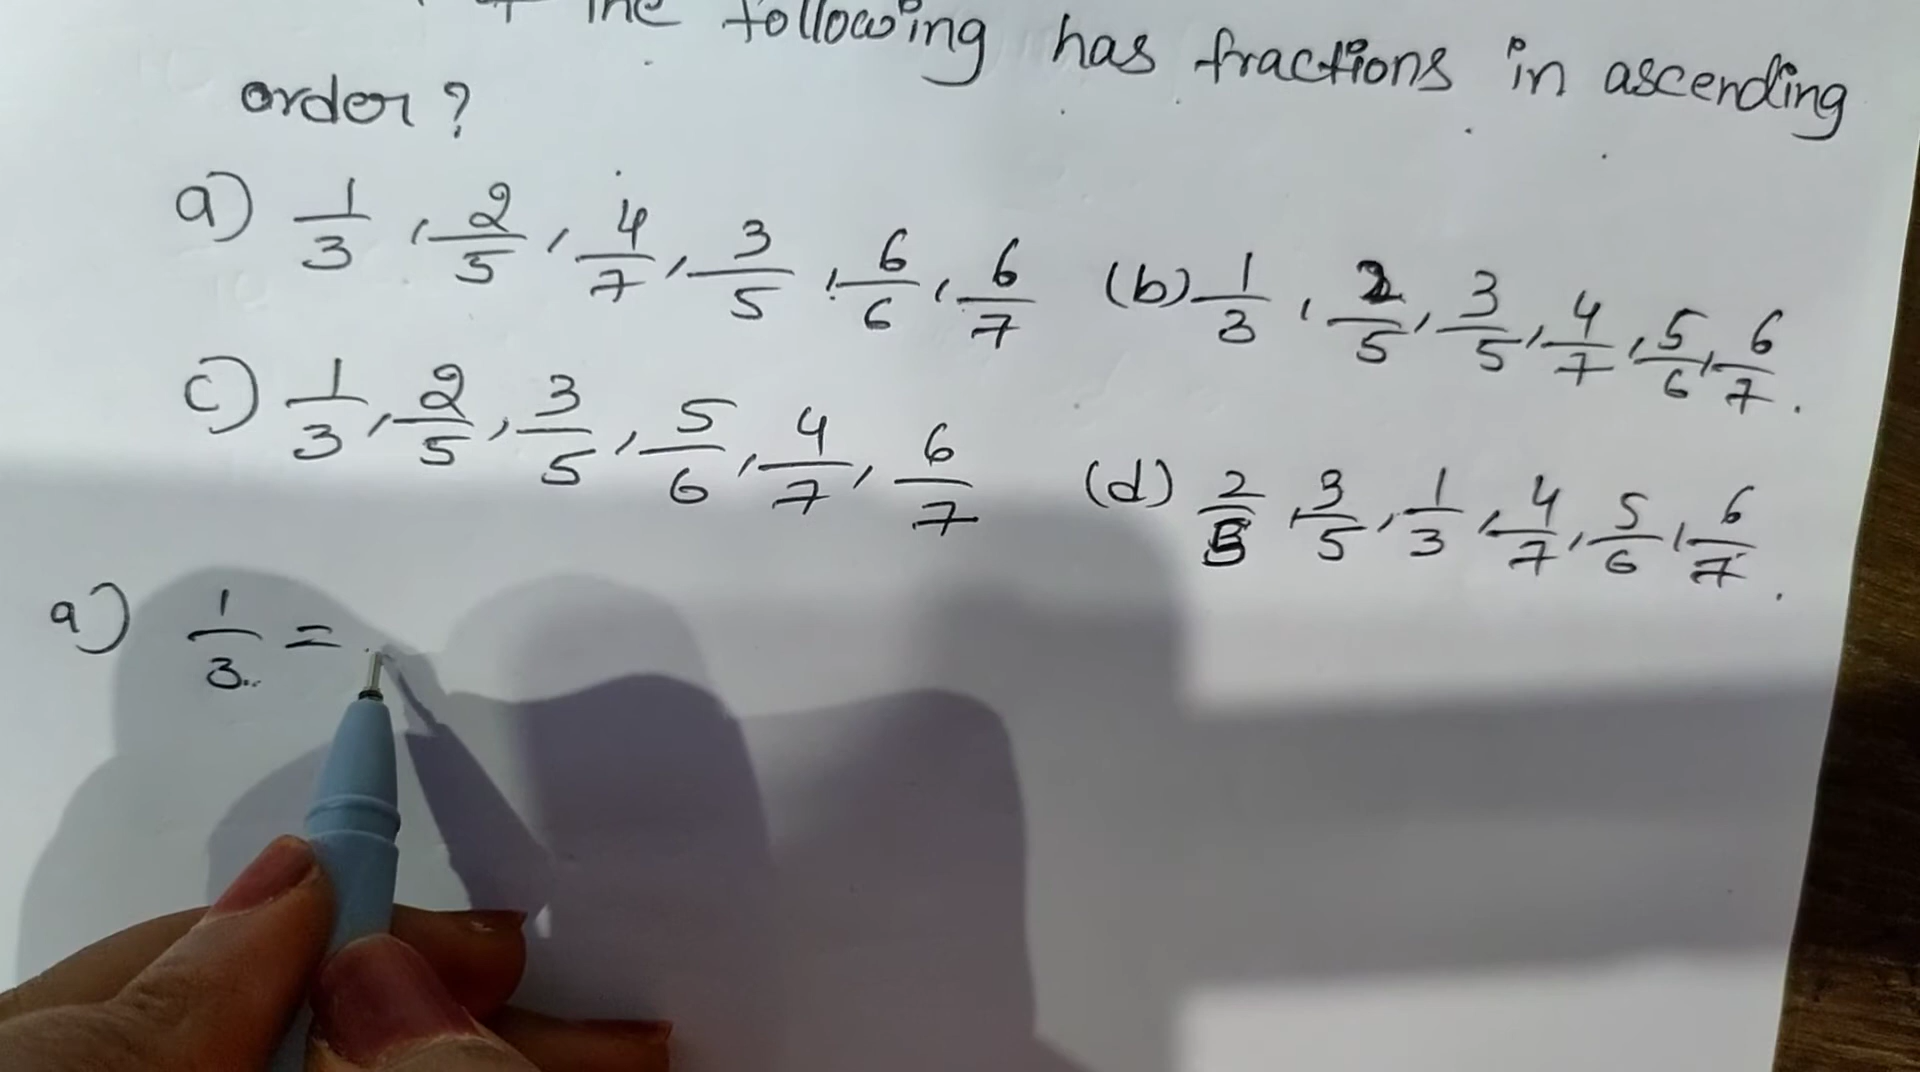 the following has fractions in ascending
order?
a) 1/3, 2/5, 4/7, 3/5, 6/6, 6/7 (b) 1/3, 2/5, 3/5, 4/7, 5/6, 6/7.
c) 1/3, 2/5, 3/5, 5/6, 4/7, 6/7 (d) 2/5, 3/5, 1/3, 4/7, 5/6, 6/7.
a) 1/3 =